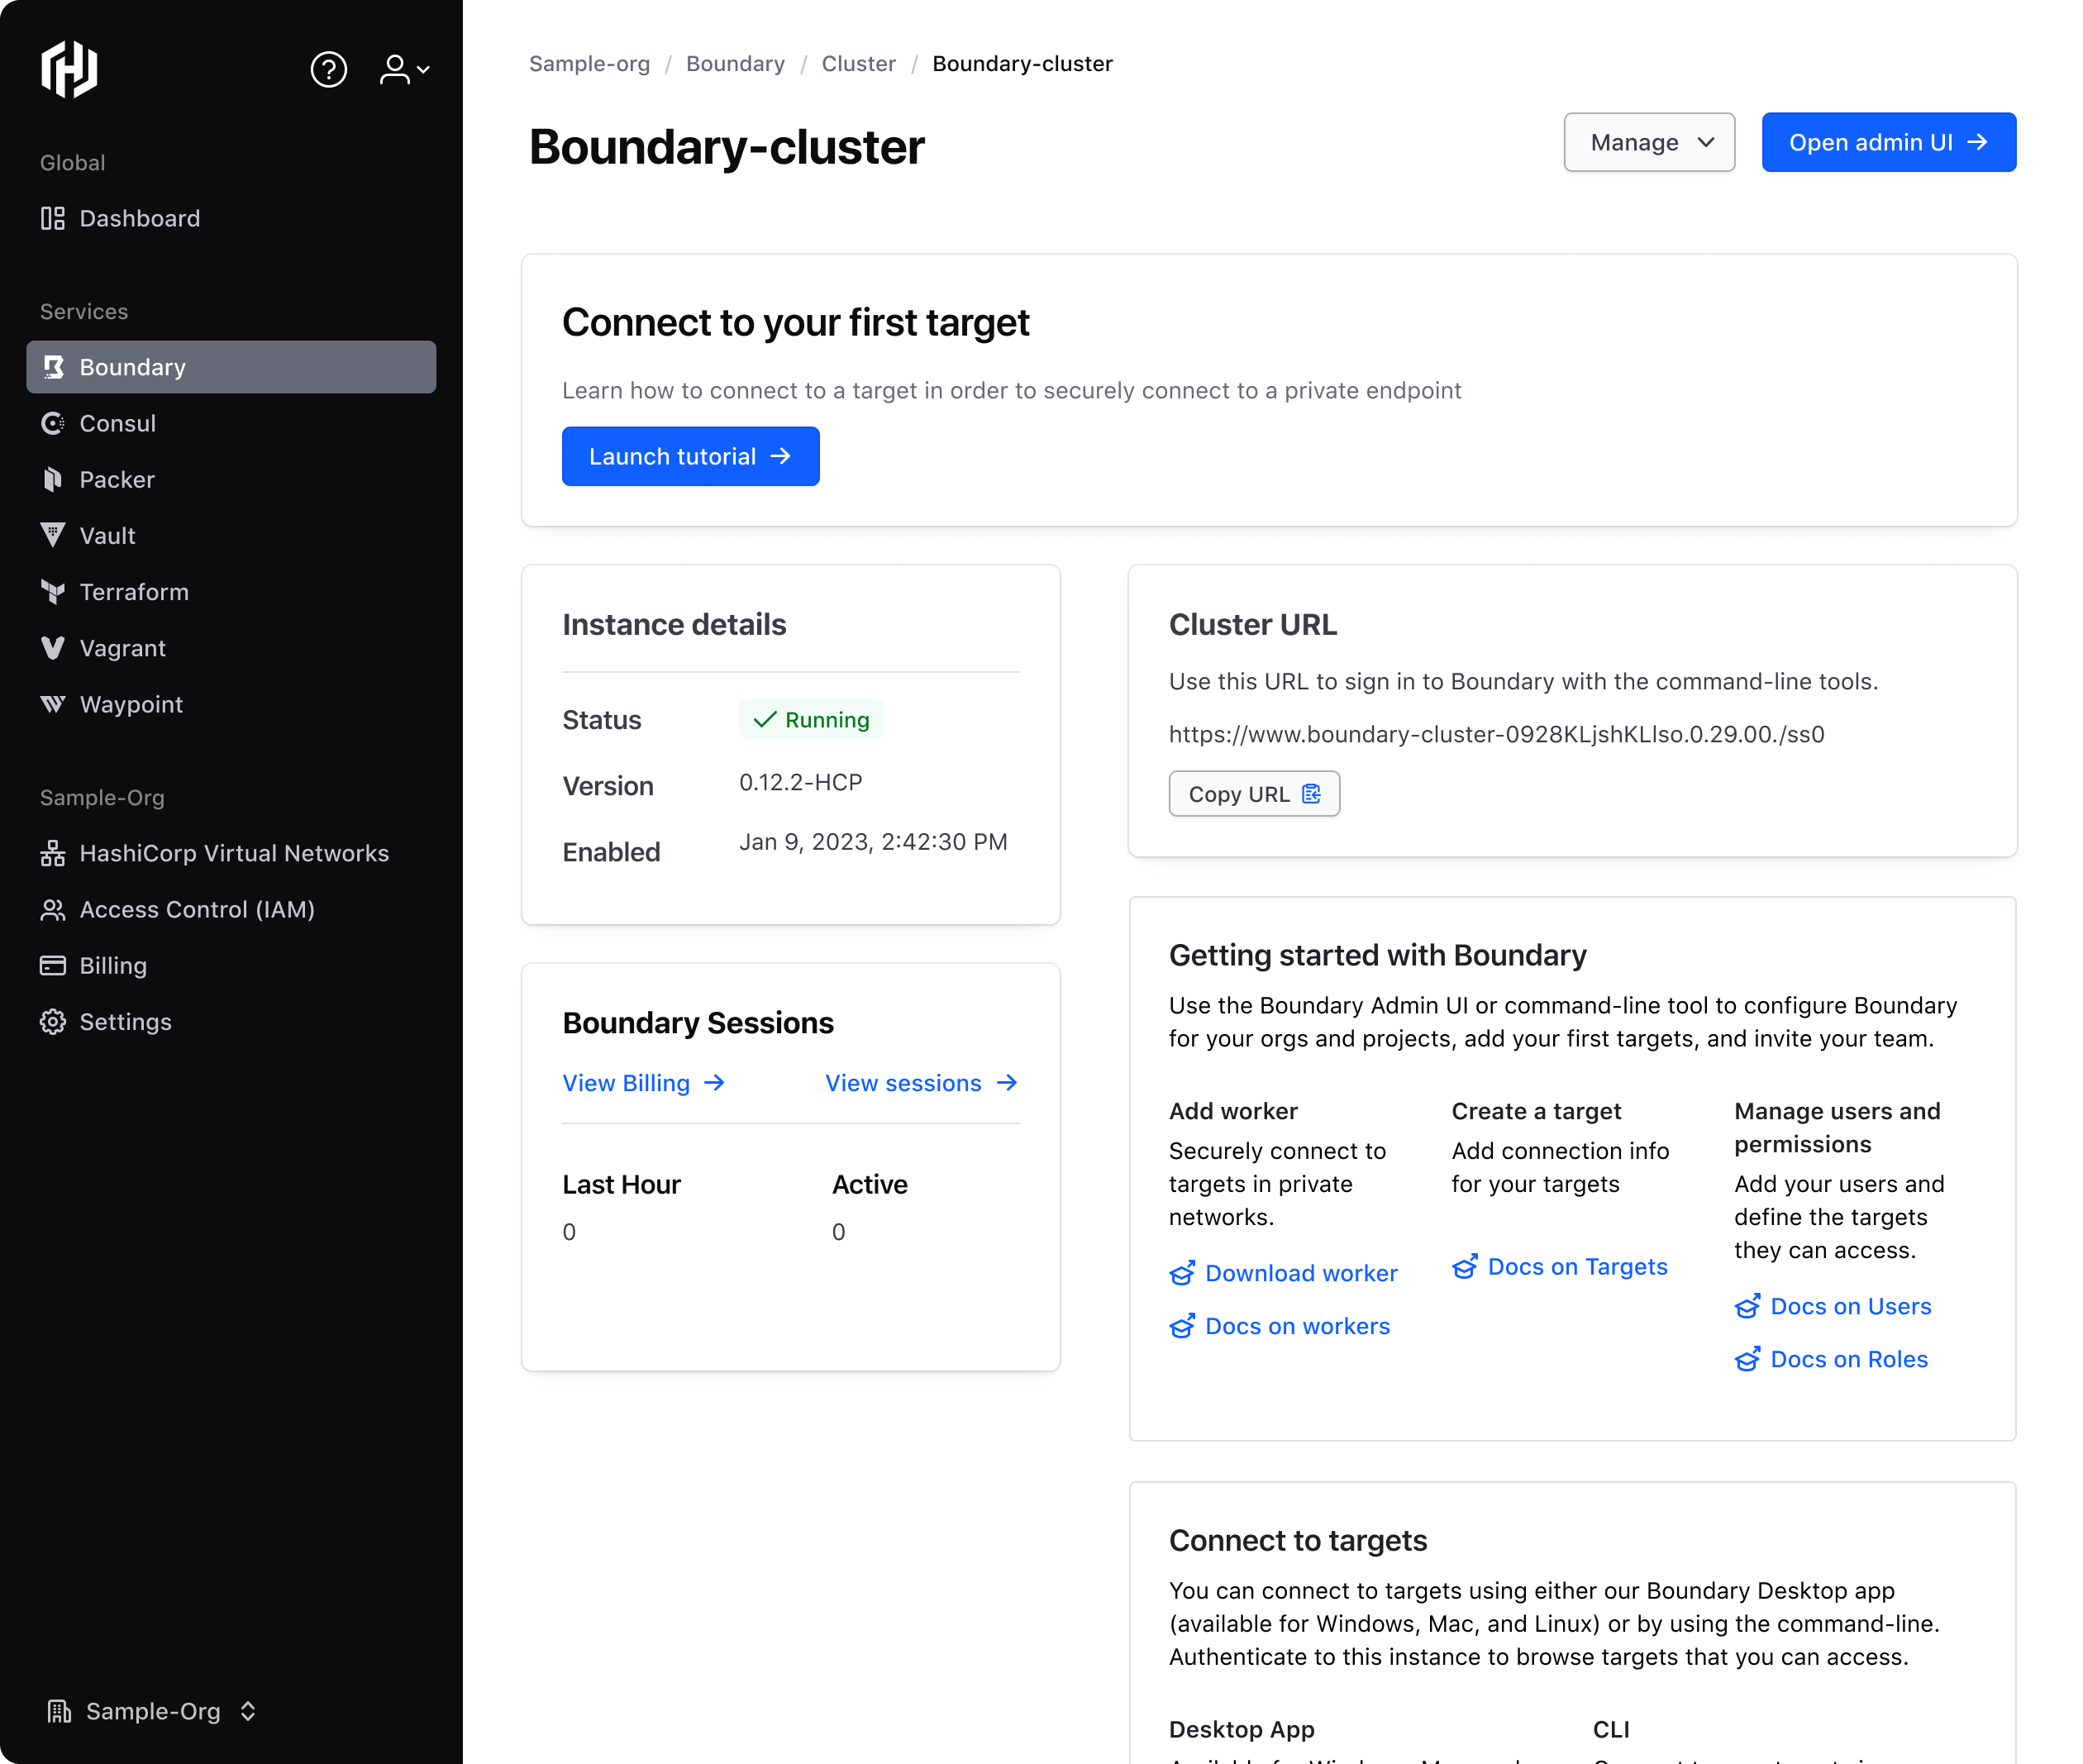 Global
Dashboard
Services
Boundary
Consul
Packer
Vault
Terraform
Vagrant
Waypoint
Sample-Org
HashiCorp Virtual Networks
Access Control (IAM)
Billing
Settings
Sample-Org
Sample-org / Boundary / Cluster / Boundary-cluster
Boundary-cluster
Manage
Open admin UI
Connect to your first target
Learn how to connect to a target in order to securely connect to a private endpoint
Launch tutorial
Instance details
Status Running
Version 0.12.2-HCP
Enabled Jan 9, 2023, 2:42:30 PM
Boundary Sessions
View Billing View sessions
Last Hour Active
0 0
Cluster URL
Use this URL to sign in to Boundary with the command-line tools.
https://www.boundary-cluster-0928KLjshKLlso.0.29.00./ss0
Copy URL
Getting started with Boundary
Use the Boundary Admin UI or command-line tool to configure Boundary
for your orgs and projects, add your first targets, and invite your team.
Add worker
Securely connect to
targets in private
networks.
Download worker
Docs on workers
Create a target
Add connection info
for your targets
Docs on Targets
Manage users and
permissions
Add your users and
define the targets
they can access.
Docs on Users
Docs on Roles
Connect to targets
You can connect to targets using either our Boundary Desktop app
(available for Windows, Mac, and Linux) or by using the command-line.
Authenticate to this instance to browse targets that you can access.
Desktop App
CLI